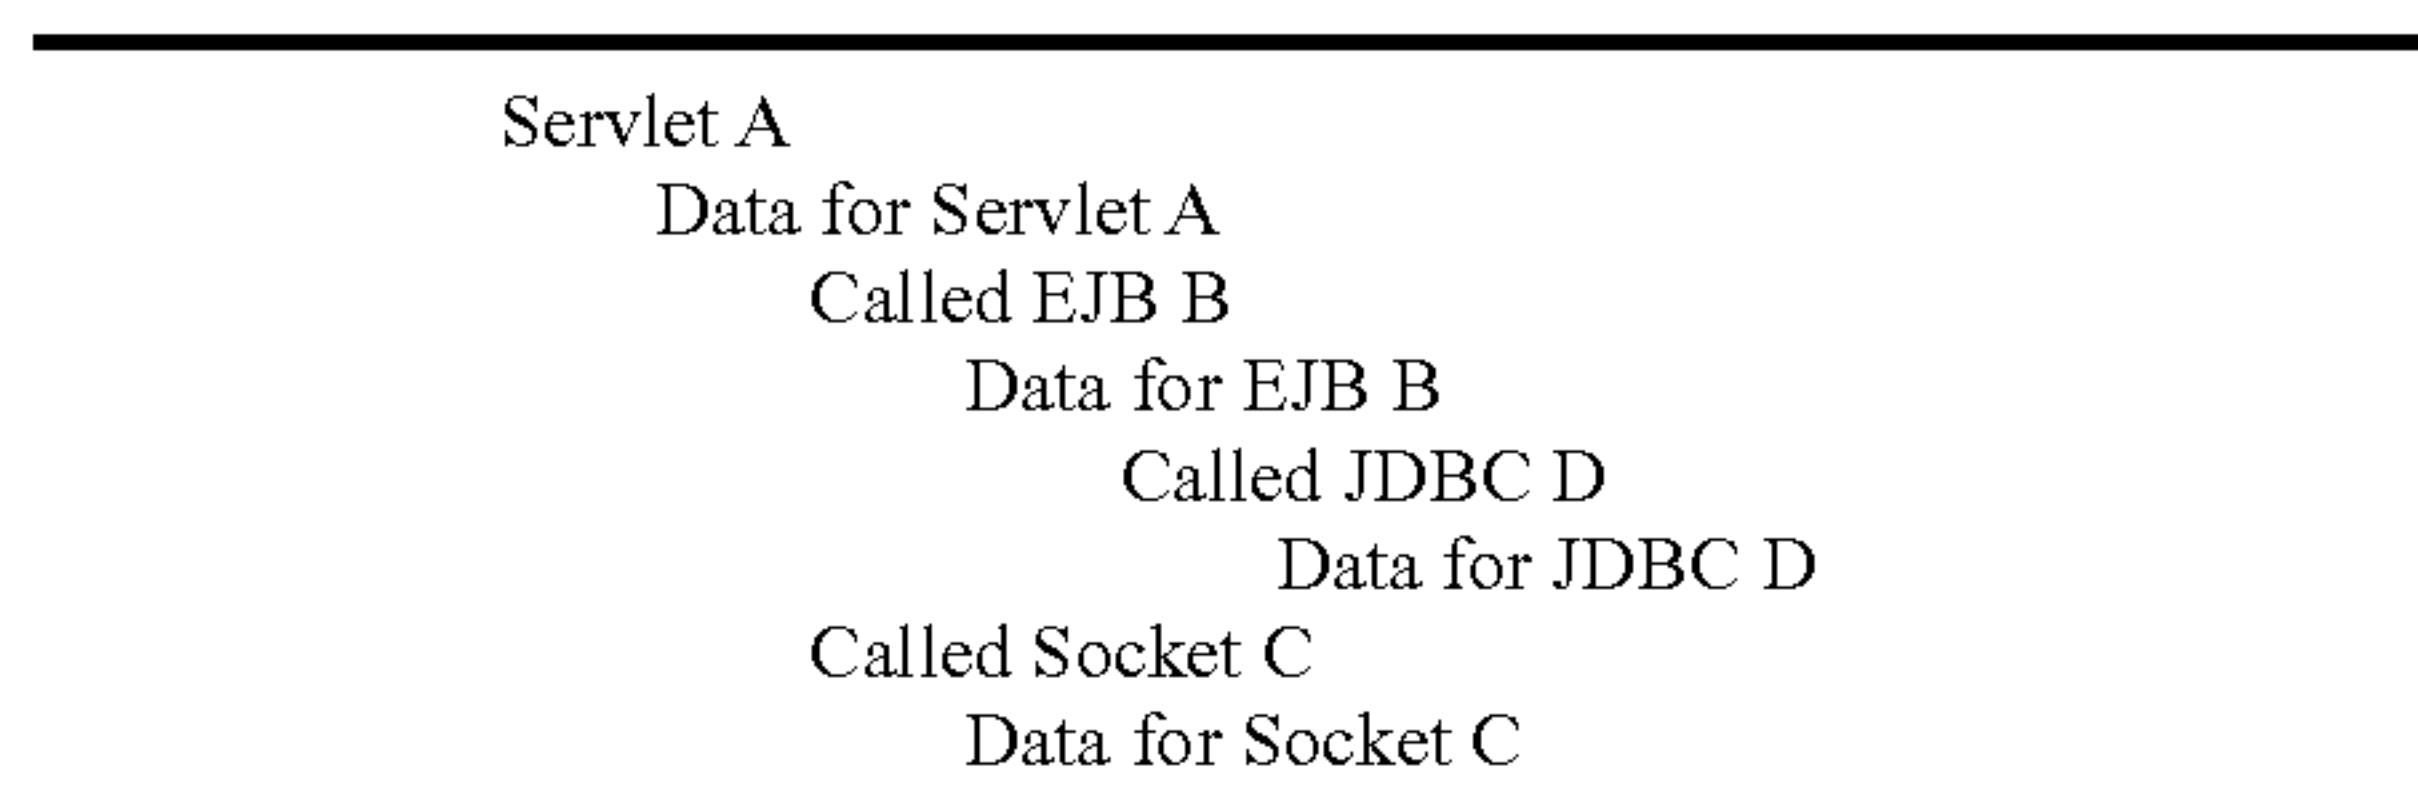 Servlet A
Data for Servlet A
Called EJB B
Data for EJB B
Called JDBC D
Data for JDBC D
Called Socket C
Data for Socket C